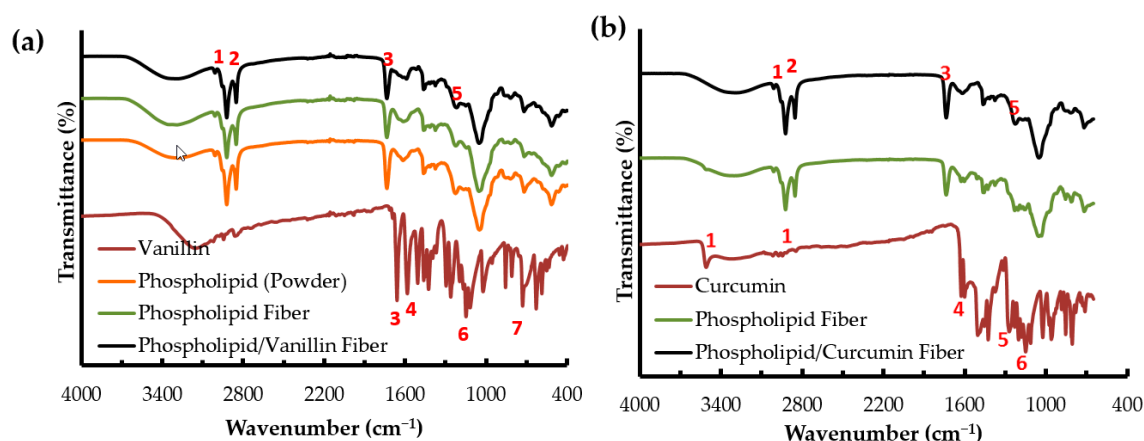 (a)
1 2 3 5
Transmittance (%)
Vanillin
Phospholipid (Powder)
Phospholipid Fiber
Phospholipid/Vanillin Fiber
3 4 6 7
4000 3400 2800 2200 1600 1000 400
Wavenumber (cm⁻¹)
(b)
1 2 3 5
Transmittance (%)
1 1
Curcumin
Phospholipid Fiber
Phospholipid/Curcumin Fiber
4 5 6
4000 3400 2800 2200 1600 1000 400
Wavenumber (cm⁻¹)